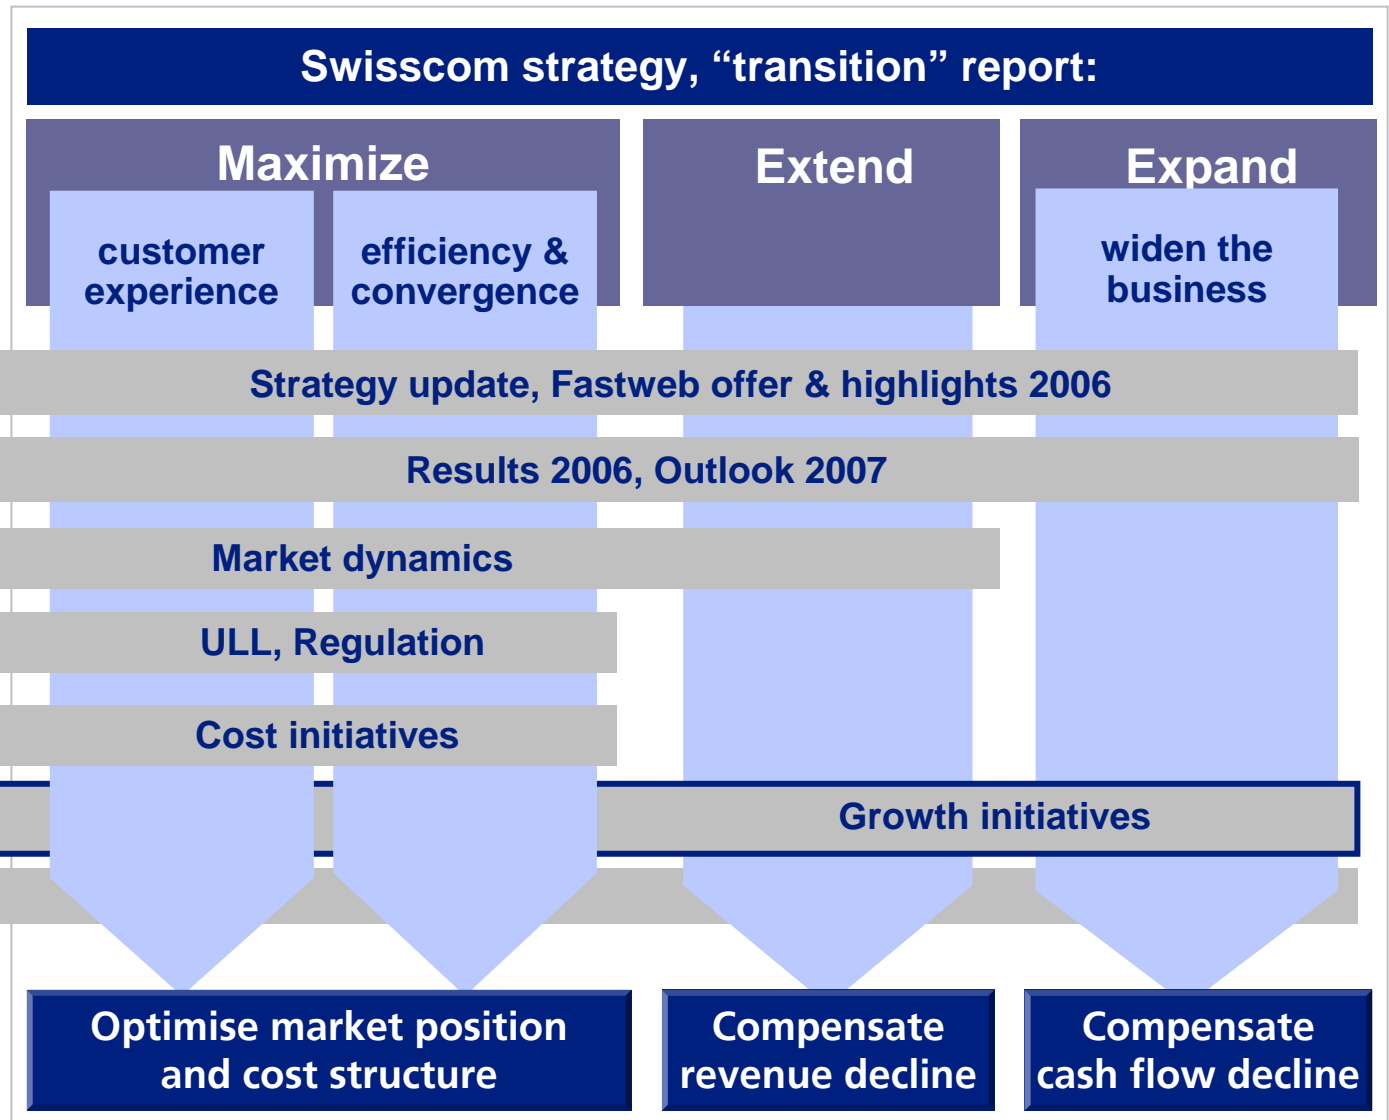 Swisscom strategy, “transition” report:
Maximize
Extend
Expand
customer
experience
efficiency &
convergence
widen the
business
Strategy update, Fastweb offer & highlights 2006
Results 2006, Outlook 2007
Market dynamics
ULL, Regulation
Cost initiatives
Growth initiatives
Optimise market position
and cost structure
Compensate
revenue decline
Compensate
cash flow decline